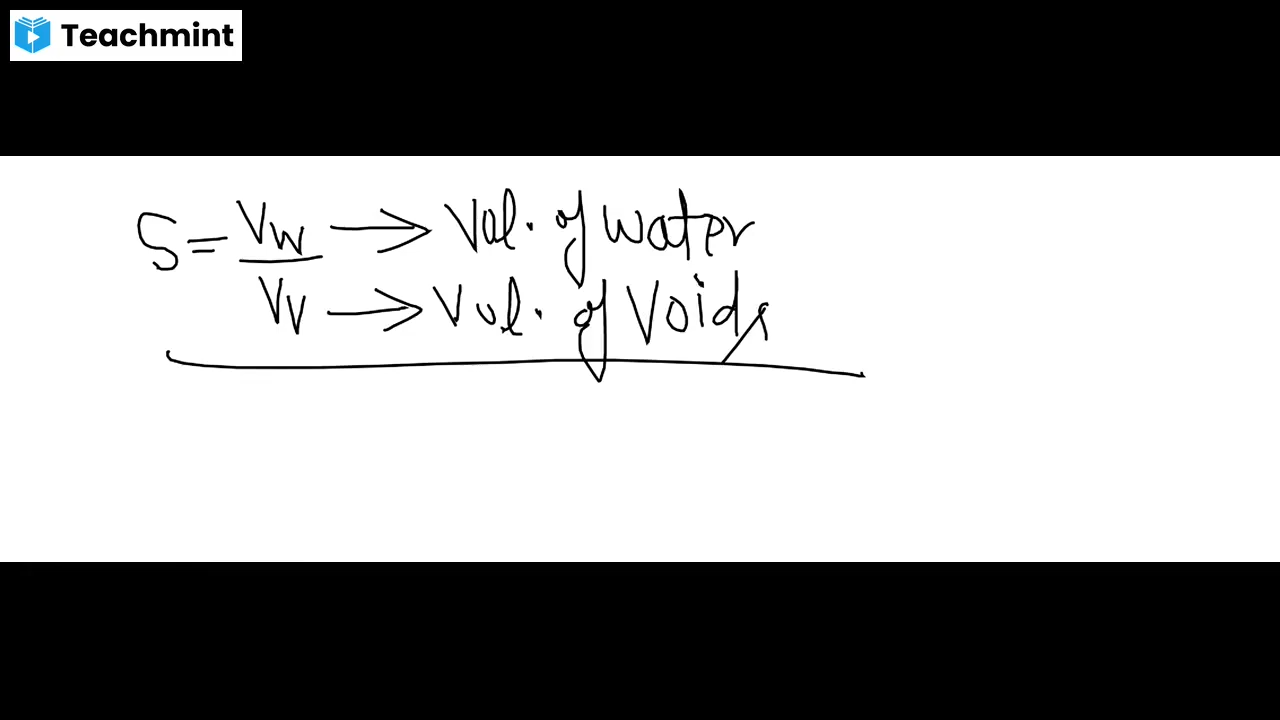 Teachmint
S = Vw → Vol. of water
Vv → Vol. of Voids